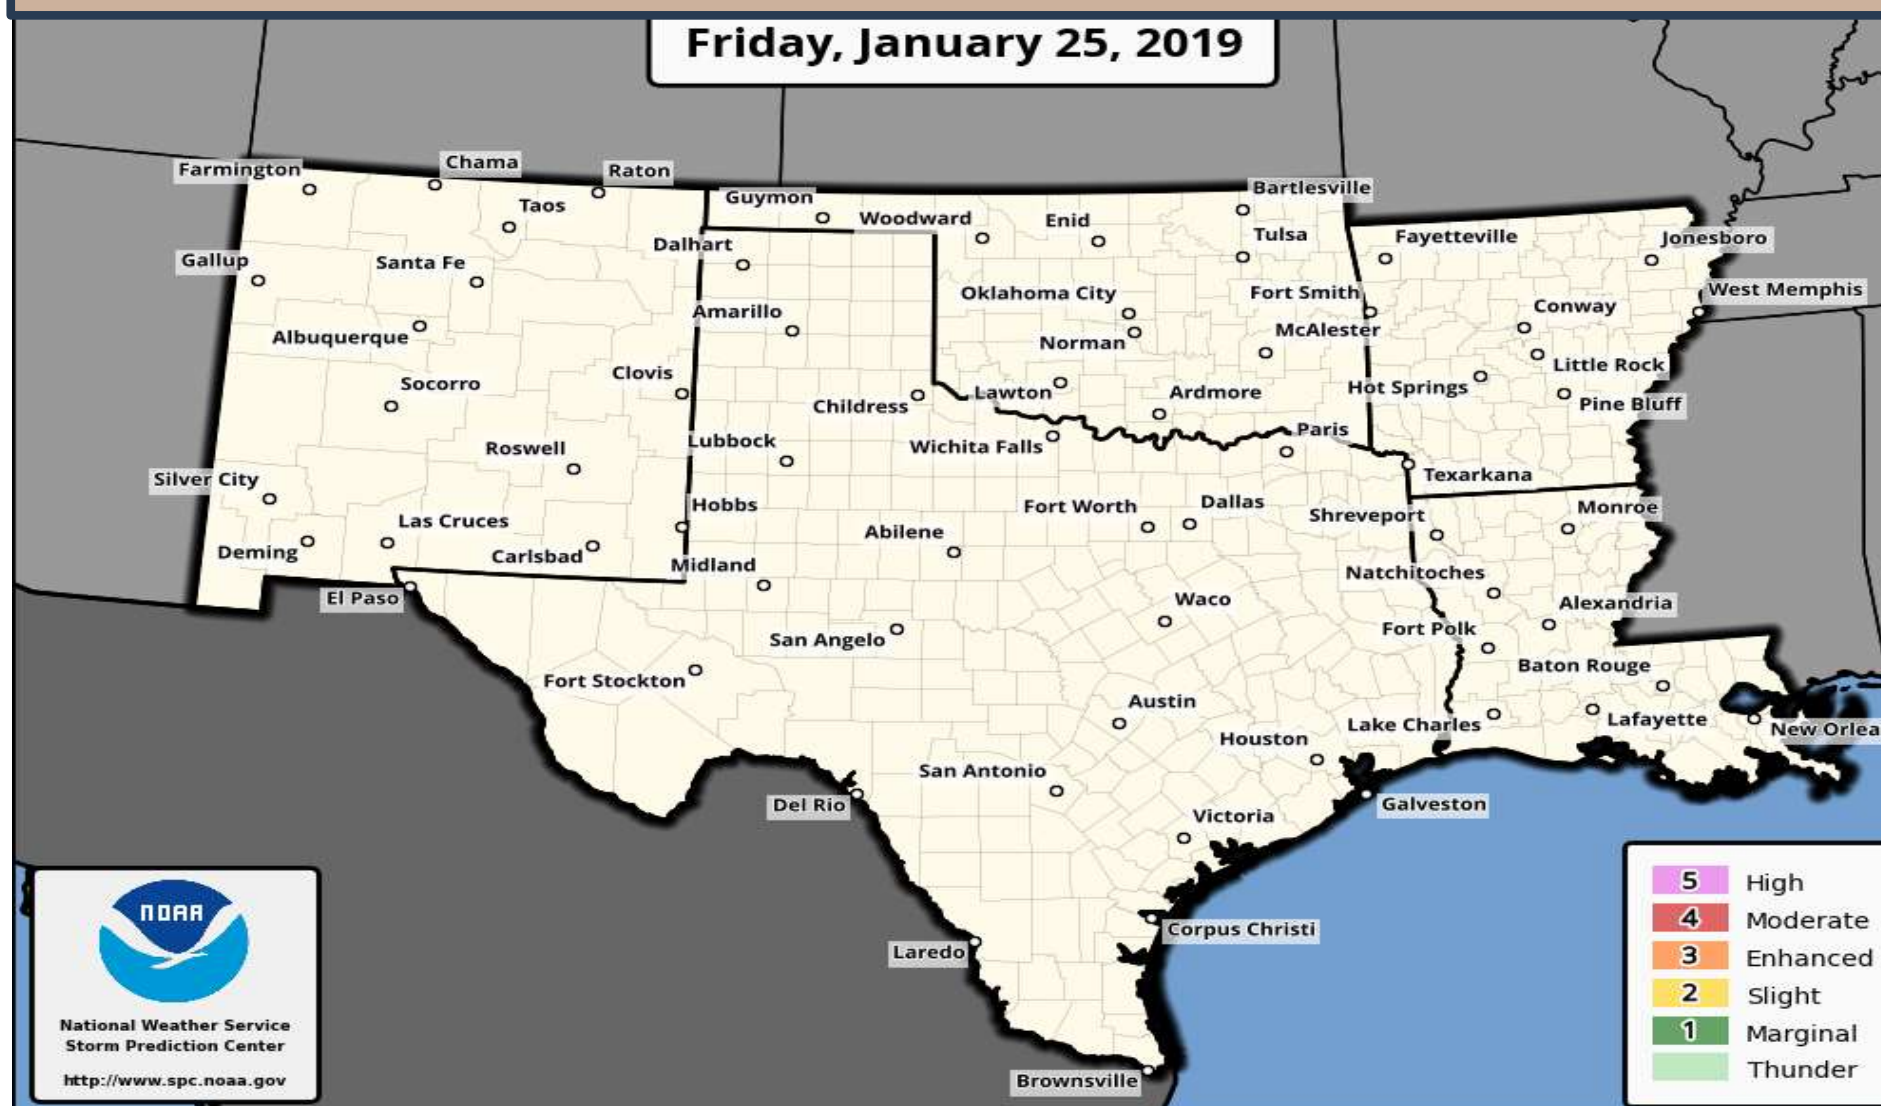 Friday, January 25, 2019
Farmington
Chama
Raton
Taos
Guymon
Woodward
Enid
Bartlesville
Tulsa
Fayetteville
Jonesboro
Gallup
Santa Fe
Dalhart
Oklahoma City
Fort Smith
West Memphis
Amarillo
Conway
Albuquerque
Norman
McAlester
Little Rock
Socorro
Clovis
Childress
Lawton
Ardmore
Hot Springs
Pine Bluff
Roswell
Lubbock
Wichita Falls
Paris
Texarkana
Silver City
Hobbs
Fort Worth
Dallas
Shreveport
Monroe
Las Cruces
Deming
Carlsbad
Midland
Abilene
Natchitoches
El Paso
Waco
Alexandria
San Angelo
Fort Polk
Fort Stockton
Baton Rouge
Austin
Houston
Lake Charles
Lafayette
New Orlea
San Antonio
Del Rio
Galveston
Victoria
Corpus Christi
Laredo
Brownsville
NOAA
National Weather Service
Storm Prediction Center
http://www.spc.noaa.gov
5 High
4 Moderate
3 Enhanced
2 Slight
1 Marginal
Thunder